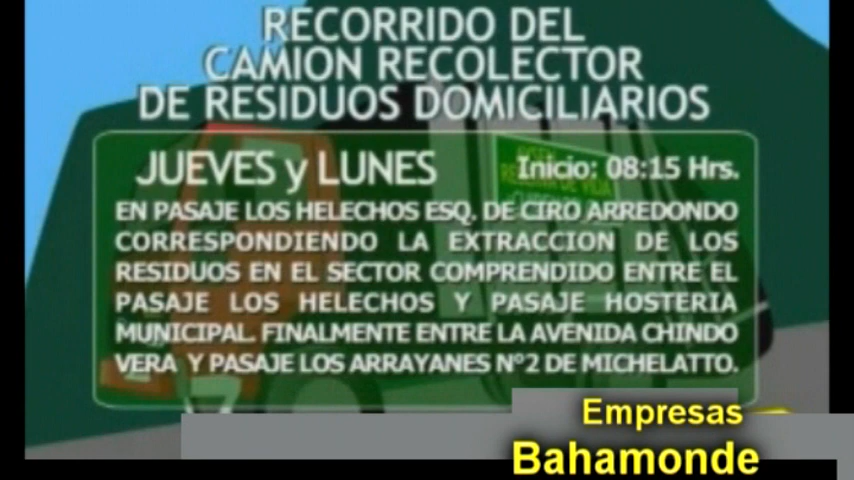 RECORRIDO DEL
CAMION RECOLECTOR
DE RESIDUOS DOMICILIARIOS
JUEVES y LUNES Inicio: 08:15 Hrs.
EN PASAJE LOS HELECHOS ESQ. DE CIRO ARREDONDO
CORRESPONDIENDO LA EXTRACCION DE LOS
RESIDUOS EN EL SECTOR COMPRENDIDO ENTRE EL
PASAJE LOS HELECHOS Y PASAJE HOSTERIA
MUNICIPAL. FINALMENTE ENTRE LA AVENIDA CHINDO
VERA Y PASAJE LOS ARRAYANES N°2 DE MICHELATTO.
Empresas
Bahamonde